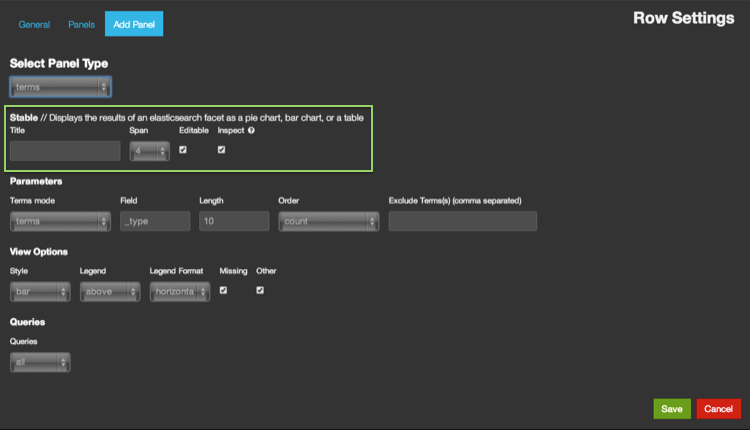 General Panels Add Panel Row Settings
Select Panel Type
terms
Stable // Displays the results of an elasticsearch facet as a pie chart, bar chart, or a table
Title Span Editable Inspect
4
Parameters
Terms mode Field Length Order Exclude Terms(s) (comma separated)
terms _type 10 count
View Options
Style Legend Legend Format Missing Other
bar above horizonta
Queries
Queries
all
Save Cancel